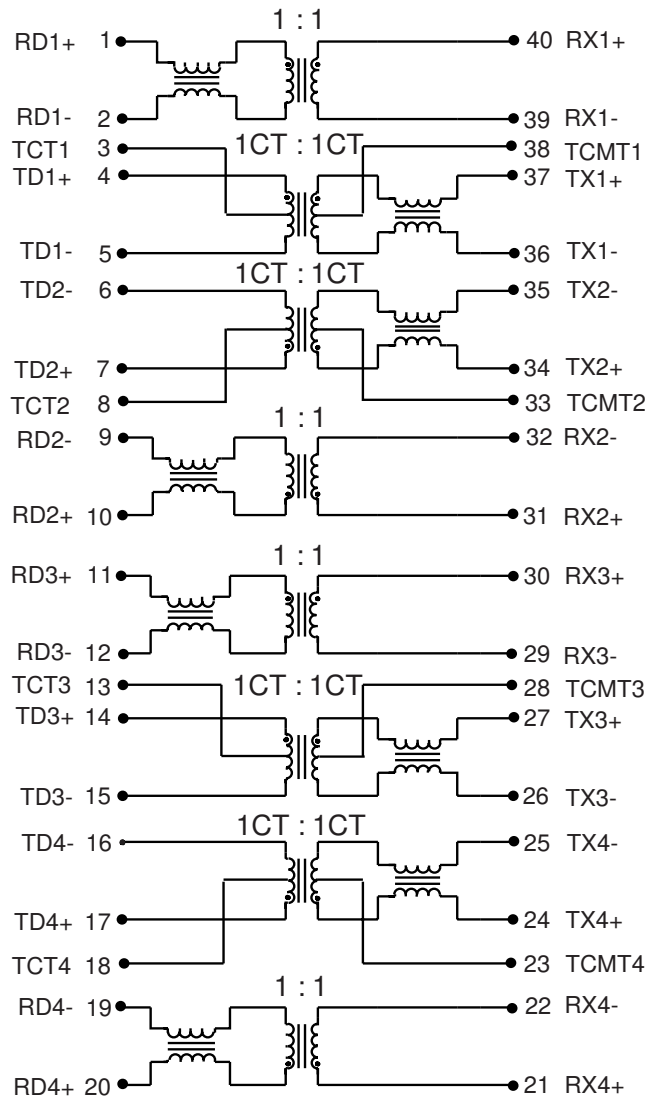 1 : 1
RD1+ 1 40 RX1+
RD1- 2 39 RX1-
TCT1 3 1CT : 1CT 38 TCMT1
TD1+ 4 37 TX1+
TD1- 5 36 TX1-
1CT : 1CT
TD2- 6 35 TX2-
TD2+ 7 34 TX2+
TCT2 8 33 TCMT2
1 : 1
RD2- 9 32 RX2-
RD2+ 10 31 RX2+
1 : 1
RD3+ 11 30 RX3+
RD3- 12 29 RX3-
TCT3 13 1CT : 1CT 28 TCMT3
TD3+ 14 27 TX3+
TD3- 15 26 TX3-
1CT : 1CT
TD4- 16 25 TX4-
TD4+ 17 24 TX4+
TCT4 18 23 TCMT4
1 : 1
RD4- 19 22 RX4-
RD4+ 20 21 RX4+